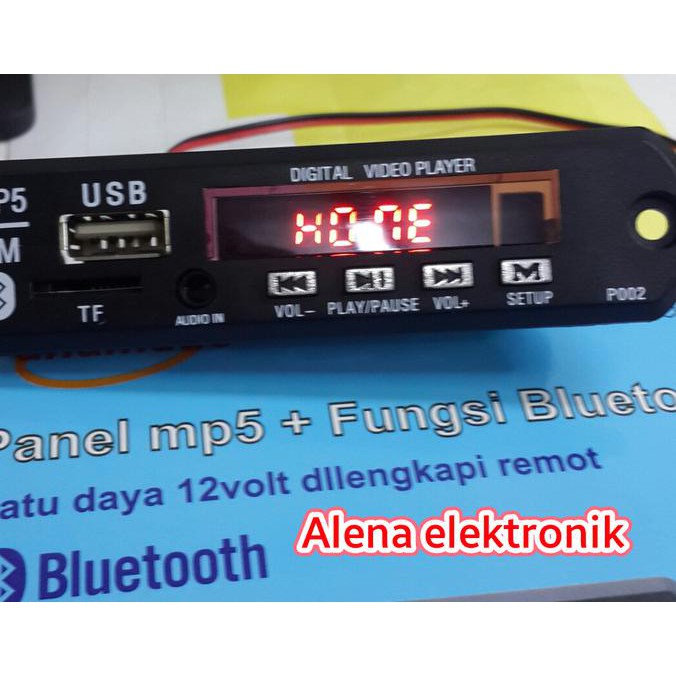 DIGITAL VIDEO PLAYER
P5 USB
HOME
M
TF AUDIO IN VOL- PLAY/PAUSE VOL+ M SETUP P002
Panel mp5 + Fungsi Blueto
atu daya 12volt dllengkapi remot
Alena elektronik
Bluetooth